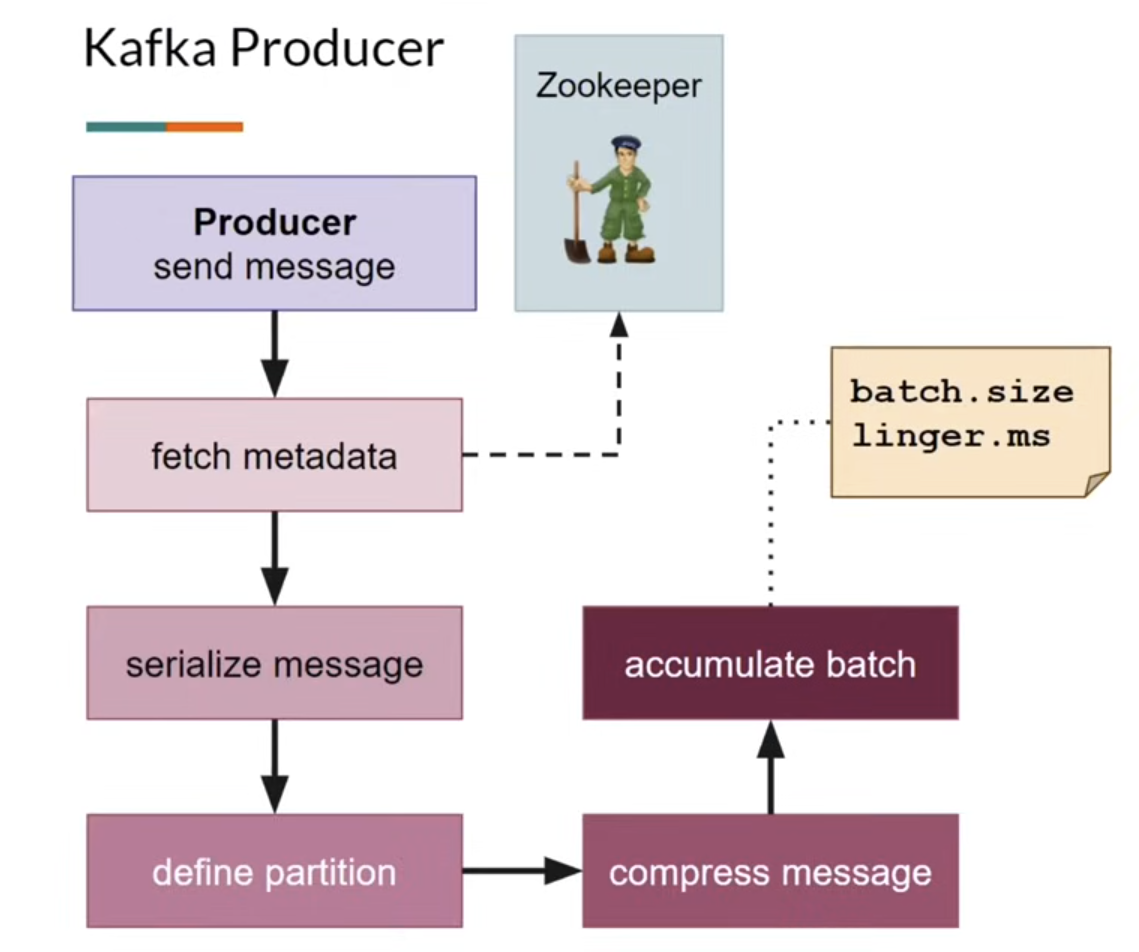 Kafka Producer
Zookeeper
Producer
send message
fetch metadata
batch.size
linger.ms
serialize message
accumulate batch
define partition
compress message